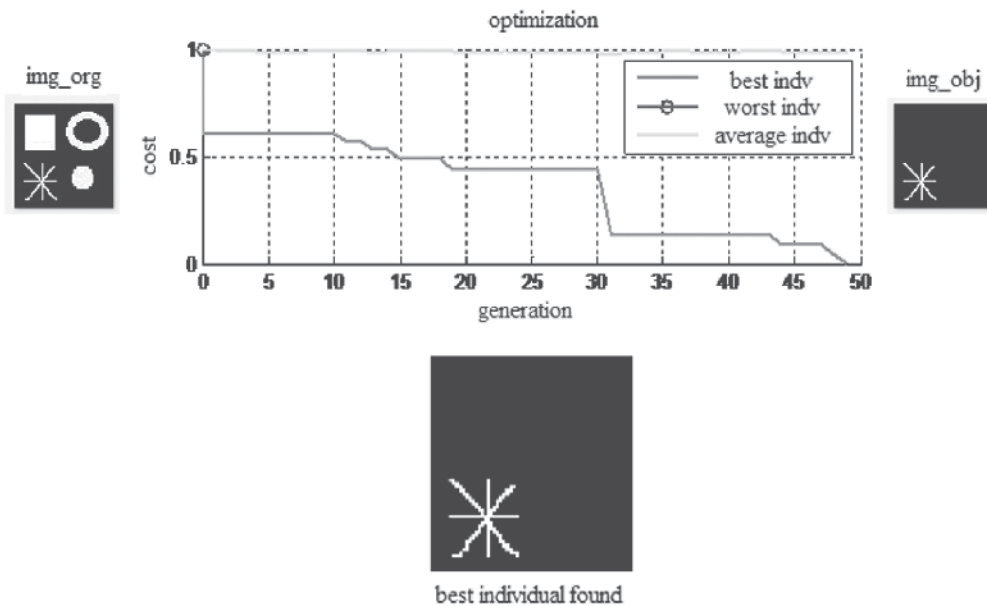 optimization
img_org
img_obj
best indv
worst indv
average indv
cost
1
0.5
0
0 5 10 15 20 25 30 35 40 45 50
generation
best individual found